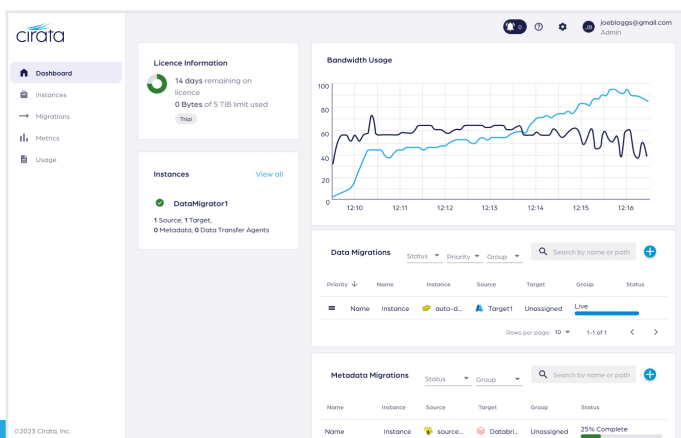 cirata
0
JB
joebloggs@gmail.com
Admin
Dashboard
Instances
Migrations
Metrics
Usage
©2023 Cirata, Inc.
Licence Information
14 days remaining on
licence
0 Bytes of 5 TiB limit used
Trial
Instances
View all
DataMigrator1
1 Source, 1 Target,
0 Metadata, 0 Data Transfer Agents
Bandwidth Usage
100
80
60
40
20
0
12:10 12:11 12:12 12:13 12:14 12:15 12:16
Data Migrations Status Priority Group Search by name or path
Priority Name Instance Source Target Group Status
Name Instance auto-d... Target1 Unassigned Live
Rows per page: 10 1-1 of 1
Metadata Migrations Status Group Search by name or path
Name Instance Source Target Group Status
Name Instance source... Databri... Unassigned 25% Complete